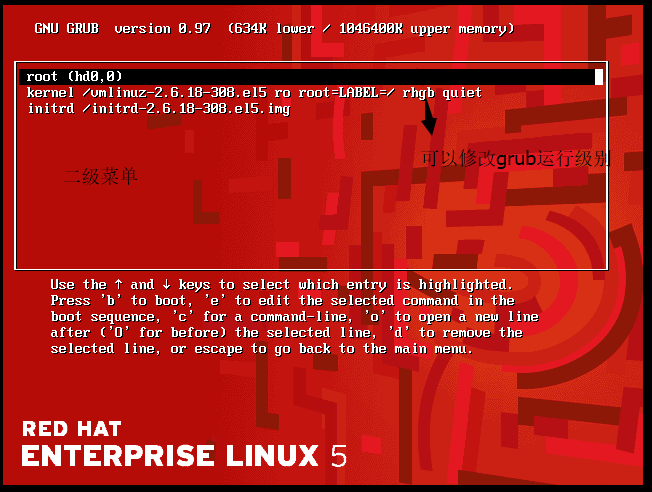 GNU GRUB version 0.97 (634K lower / 1046400K upper memory)
root (hd0,0)
kernel /vmlinuz-2.6.18-308.el5 ro root=LABEL=/ rhgb quiet
initrd /initrd-2.6.18-308.el5.img
可以修改grub运行级别
二级菜单
Use the ↑ and ↓ keys to select which entry is highlighted.
Press 'b' to boot, 'e' to edit the selected command in the
boot sequence, 'c' for a command-line, 'o' to open a new line
after ('O' for before) the selected line, 'd' to remove the
selected line, or escape to go back to the main menu.
RED HAT
ENTERPRISE LINUX 5